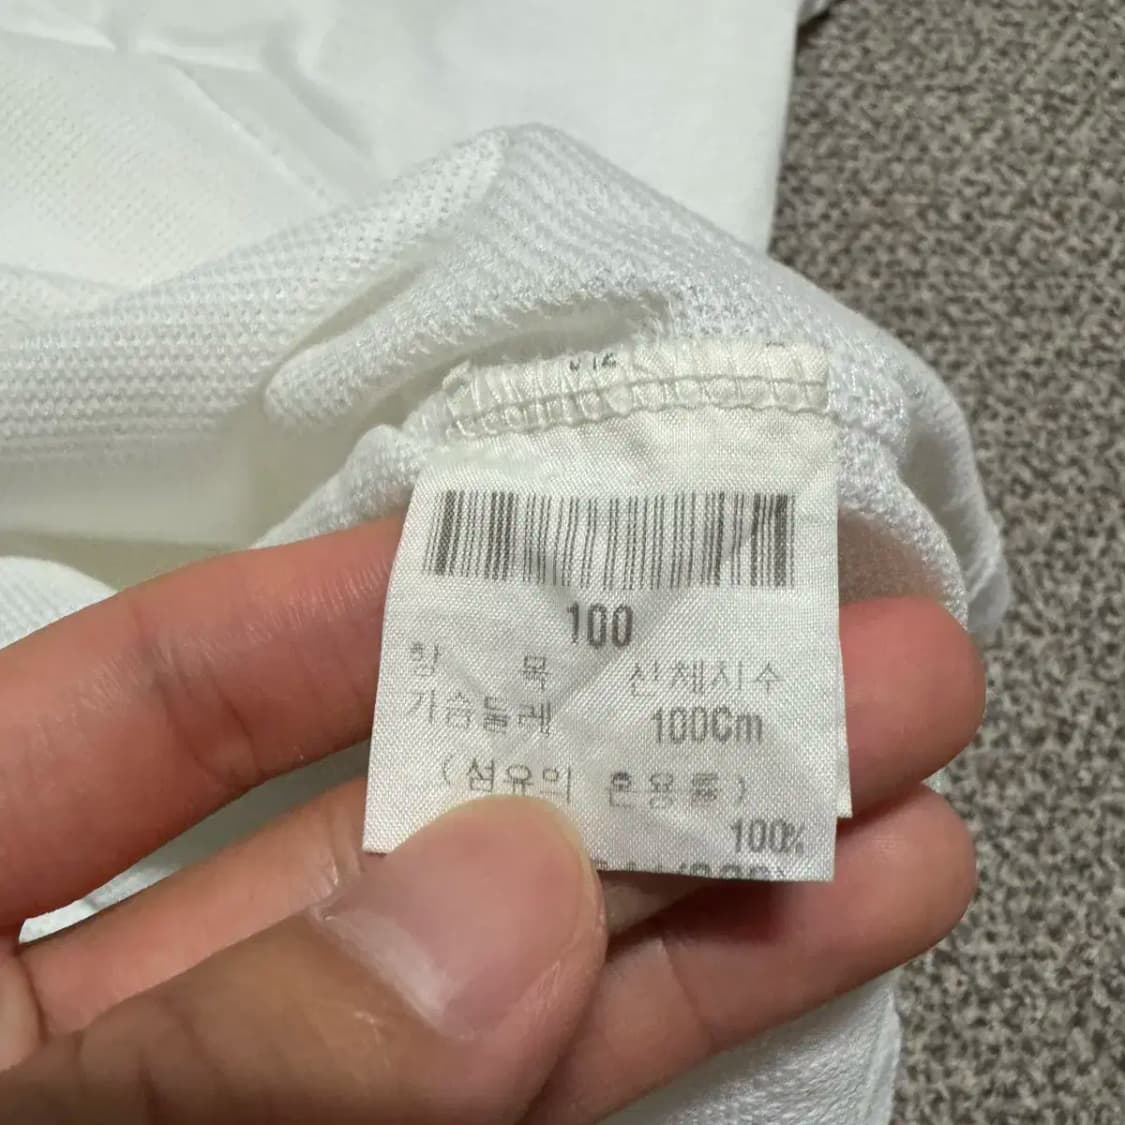 100
항 목 신체치수
가슴둘레 100Cm
(섬유의 혼용률)
100%